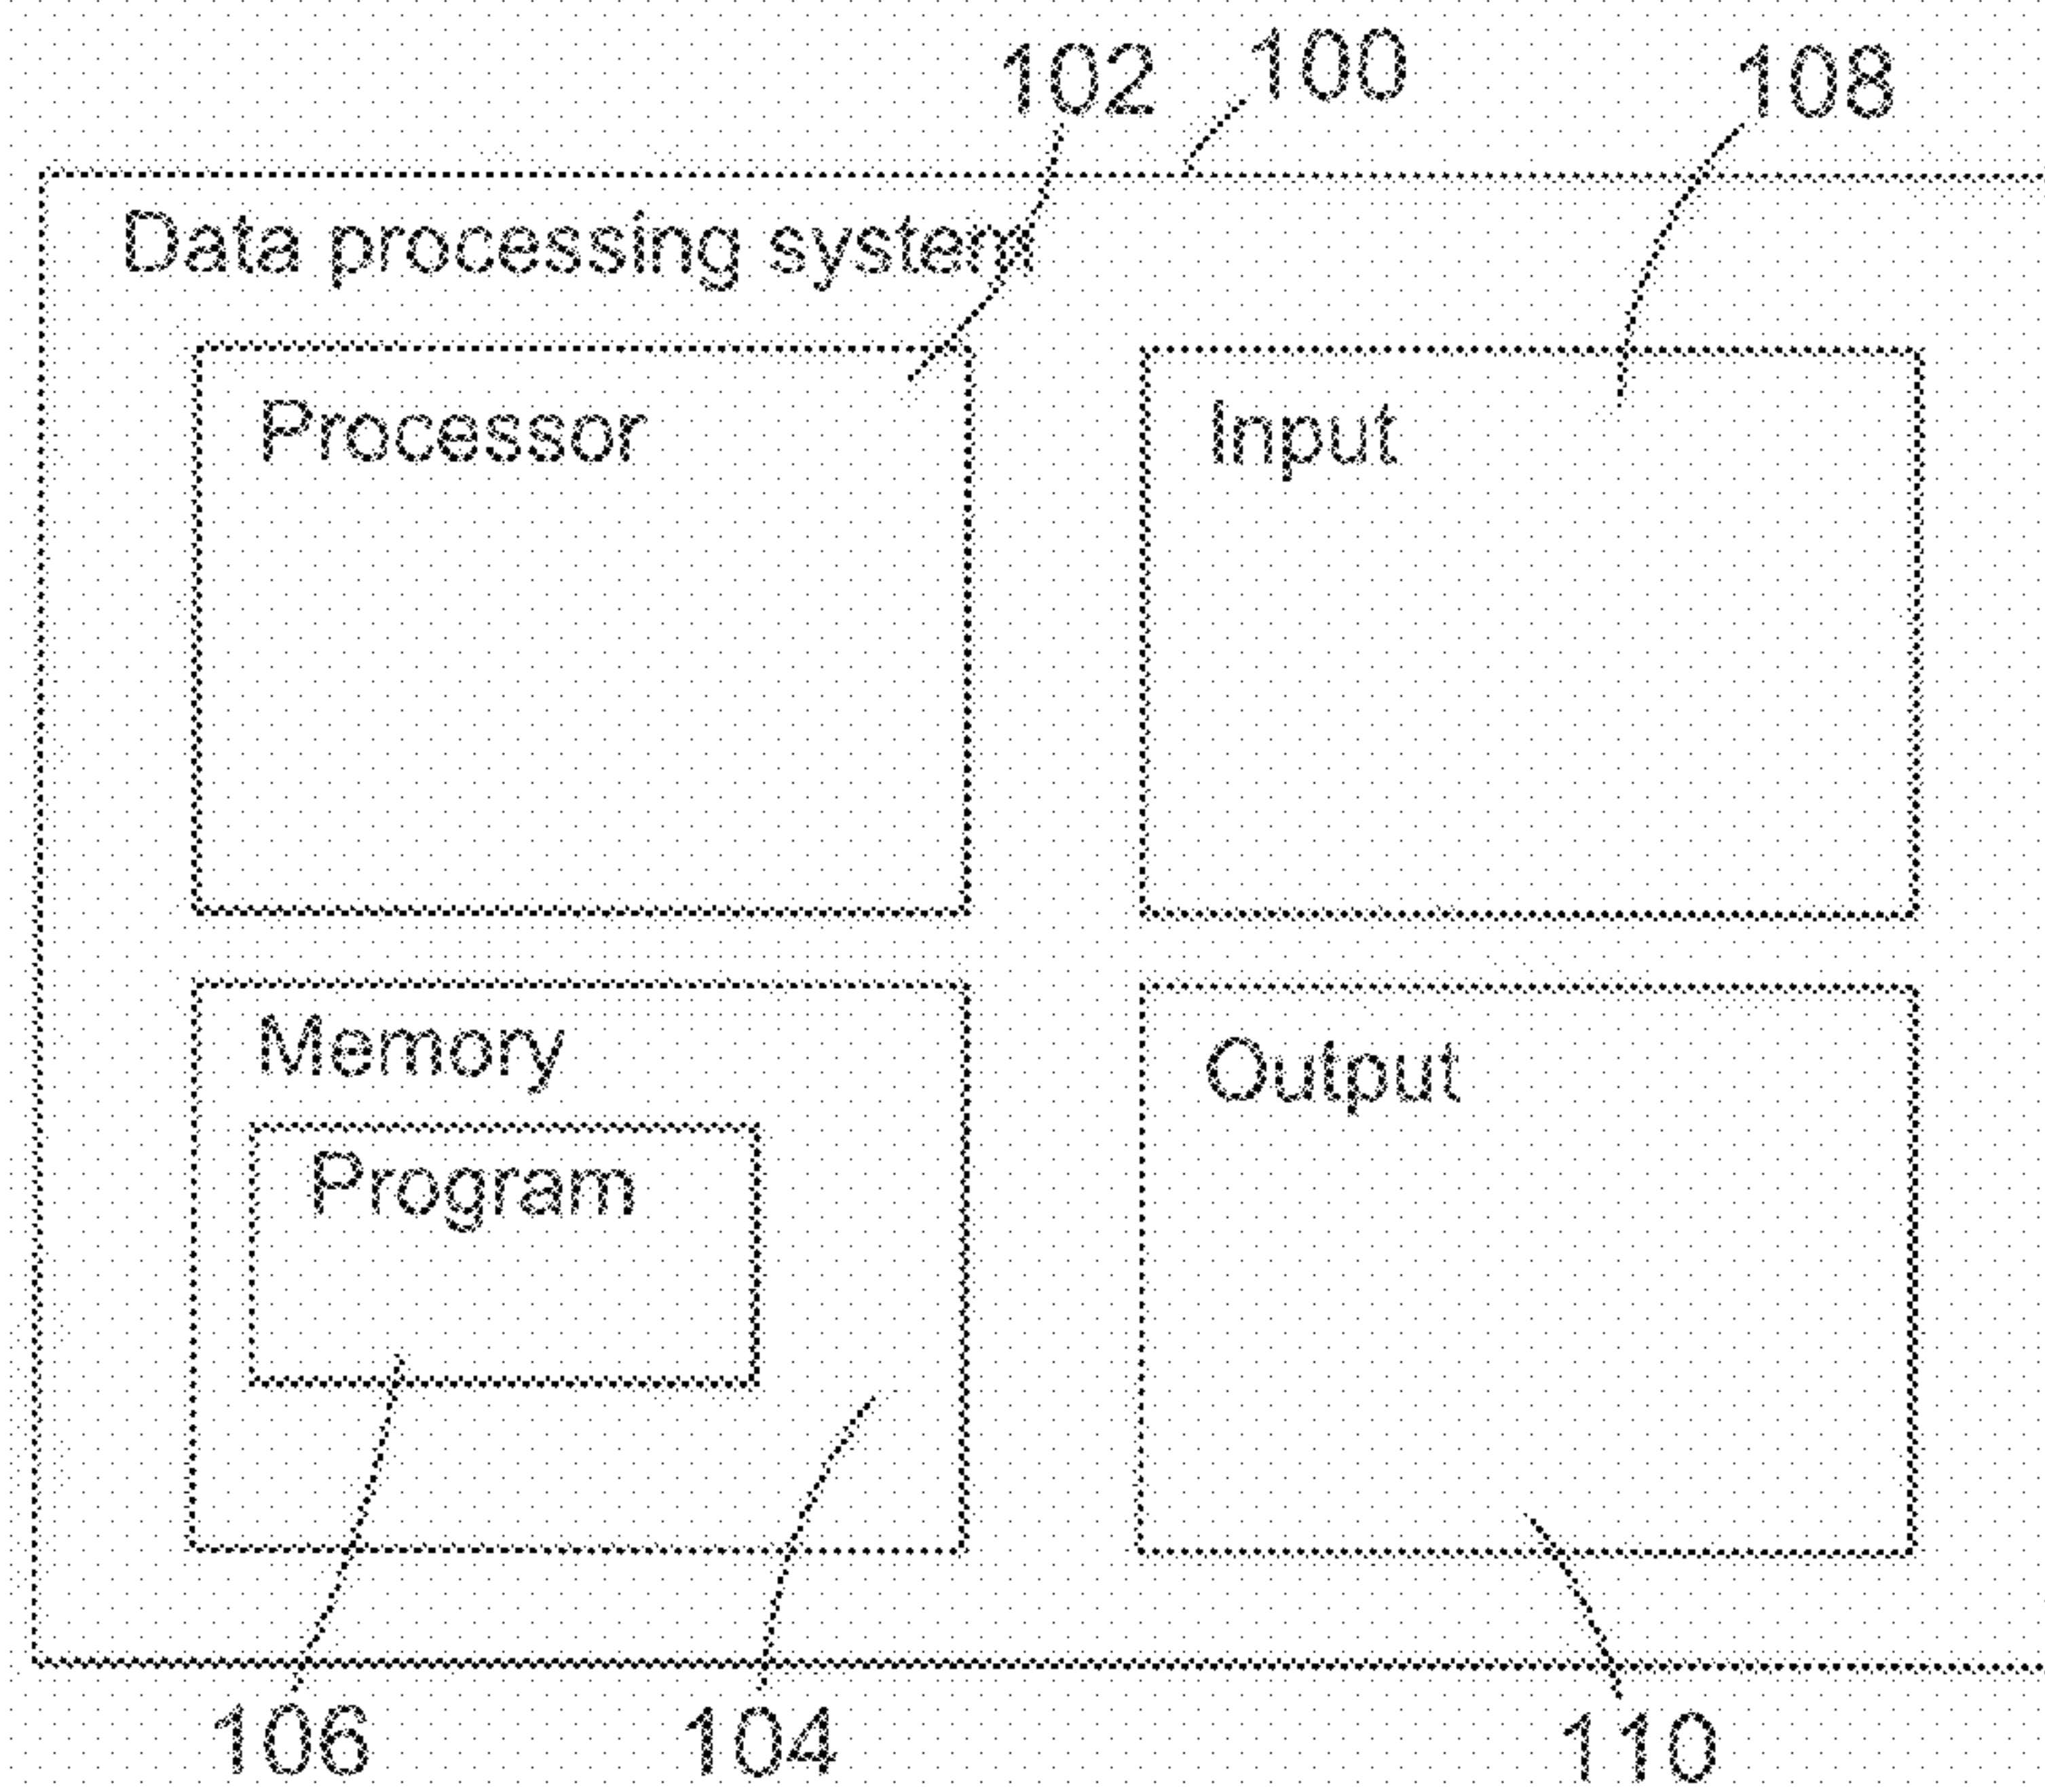 102 100 108
Data processing system
Processor
Input
Memory
Program
Output
106 104 110